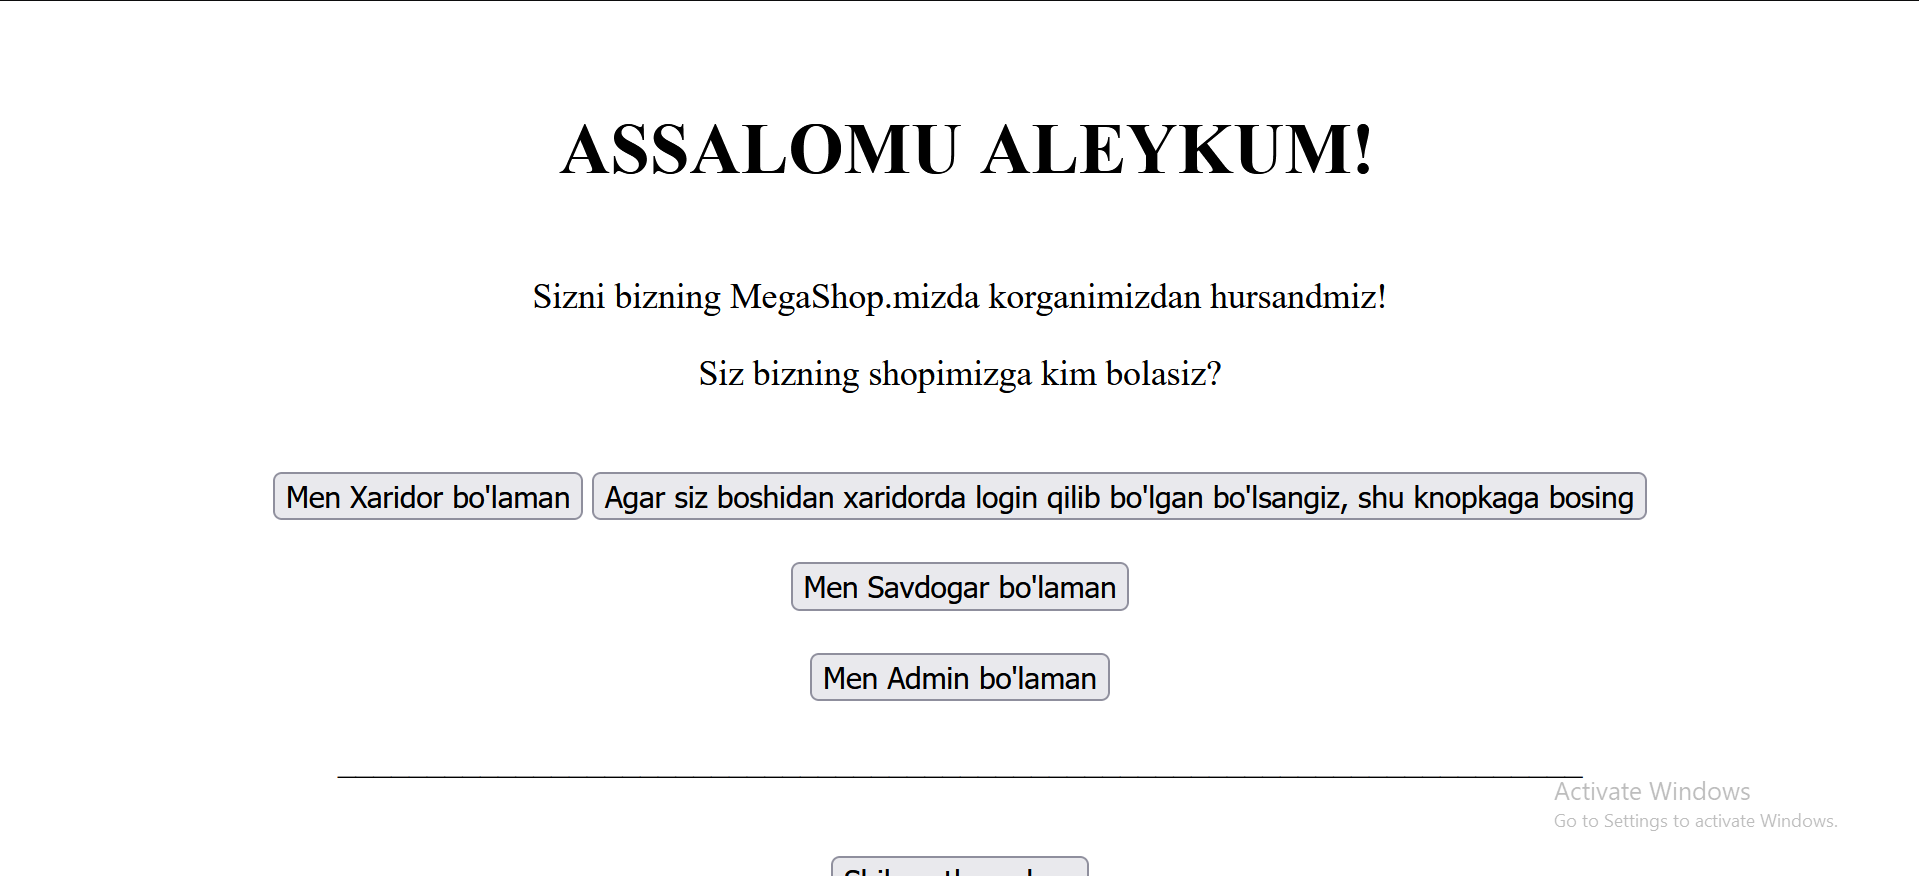 ASSALOMU ALEYKUM!
Sizni bizning MegaShop.mizda korganimizdan hursandmiz!
Siz bizning shopimizga kim bolasiz?
Men Xaridor bo'laman
Agar siz boshidan xaridorda login qilib bo'lgan bo'lsangiz, shu knopkaga bosing
Men Savdogar bo'laman
Men Admin bo'laman
Activate Windows
Go to Settings to activate Windows.